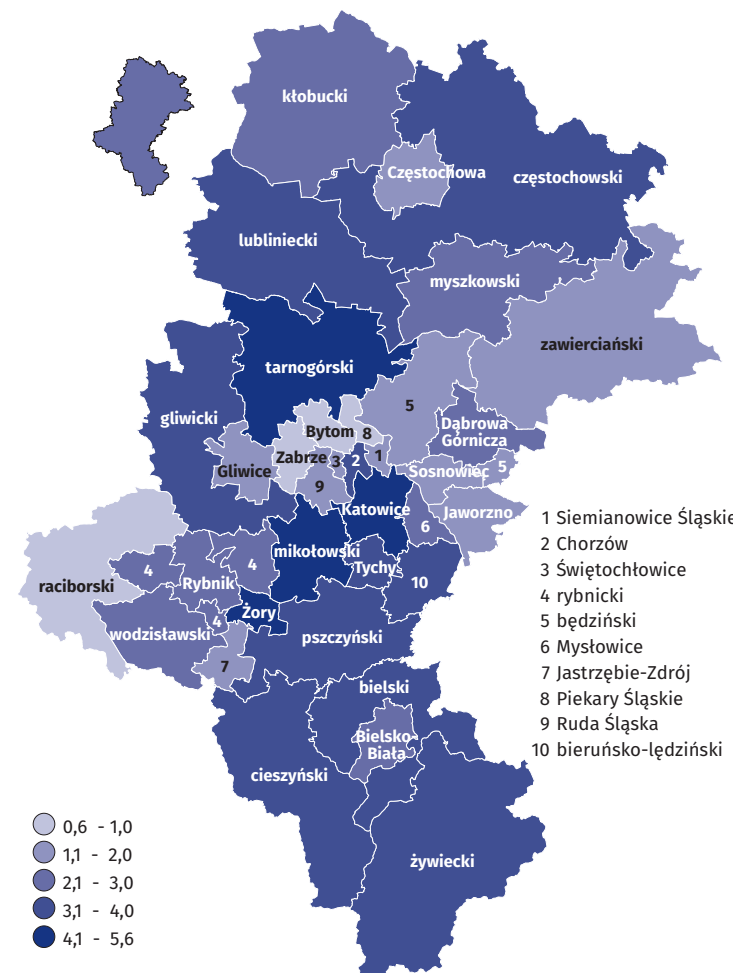 kłobucki
Częstochowa
częstochowski
lubliniecki
myszkowski
zawierciański
tarnogórski
gliwicki
5
Dąbrowa
Górnicza
Bytom
8
Zabrze
3
2
1
Gliwice
Sosnowiec
5
9
Katowice
Jaworzno
6
mikołowski
4
4
Rybnik
Tychy
10
raciborski
Żory
4
wodzisławski
pszczyński
7
bielski
Bielsko-
Biała
cieszyński
żywiecki
1 Siemianowice Śląskie
2 Chorzów
3 Świętochłowice
4 rybnicki
5 będziński
6 Mysłowice
7 Jastrzębie-Zdrój
8 Piekary Śląskie
9 Ruda Śląska
10 bieruńsko-lędziński
0,6 - 1,0
1,1 - 2,0
2,1 - 3,0
3,1 - 4,0
4,1 - 5,6